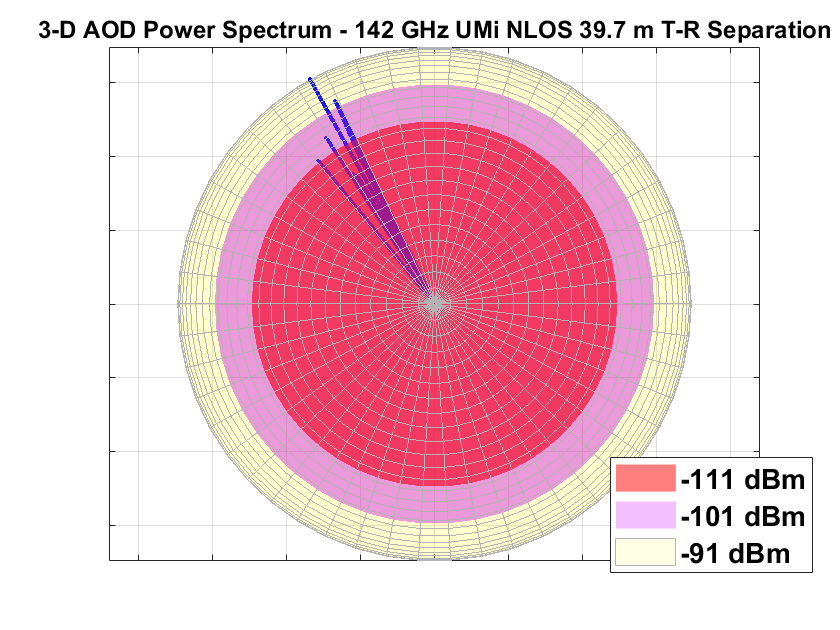 3-D AOD Power Spectrum - 142 GHz UMi NLOS 39.7 m T-R Separation
-111 dBm
-101 dBm
-91 dBm